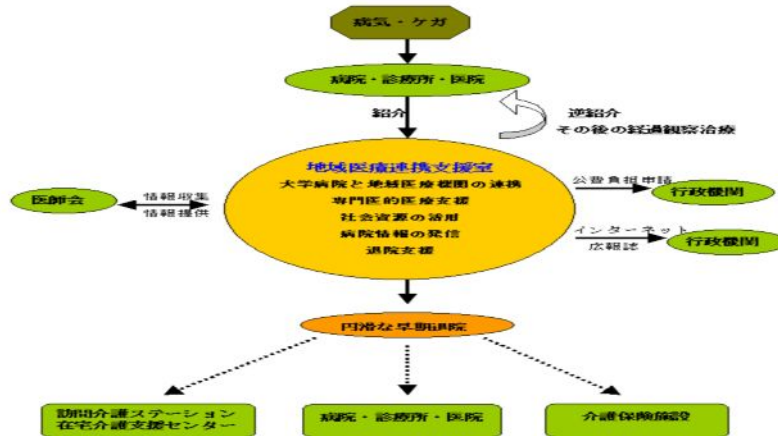 病気・ケガ
病院・診療所・医院
紹介
逆紹介
その後の経過観察治療
地域医療連携支援室
大学病院と地域医療機関の連携
専門医的医療支援
社会資源の活用
病院情報の発信
退院支援
医師会
情報収集
情報提供
公費負担申請
行政機関
インターネット
広報誌
行政機関
円滑な早期退院
訪問介護ステーション
在宅介護支援センター
病院・診療所・医院
介護保険施設